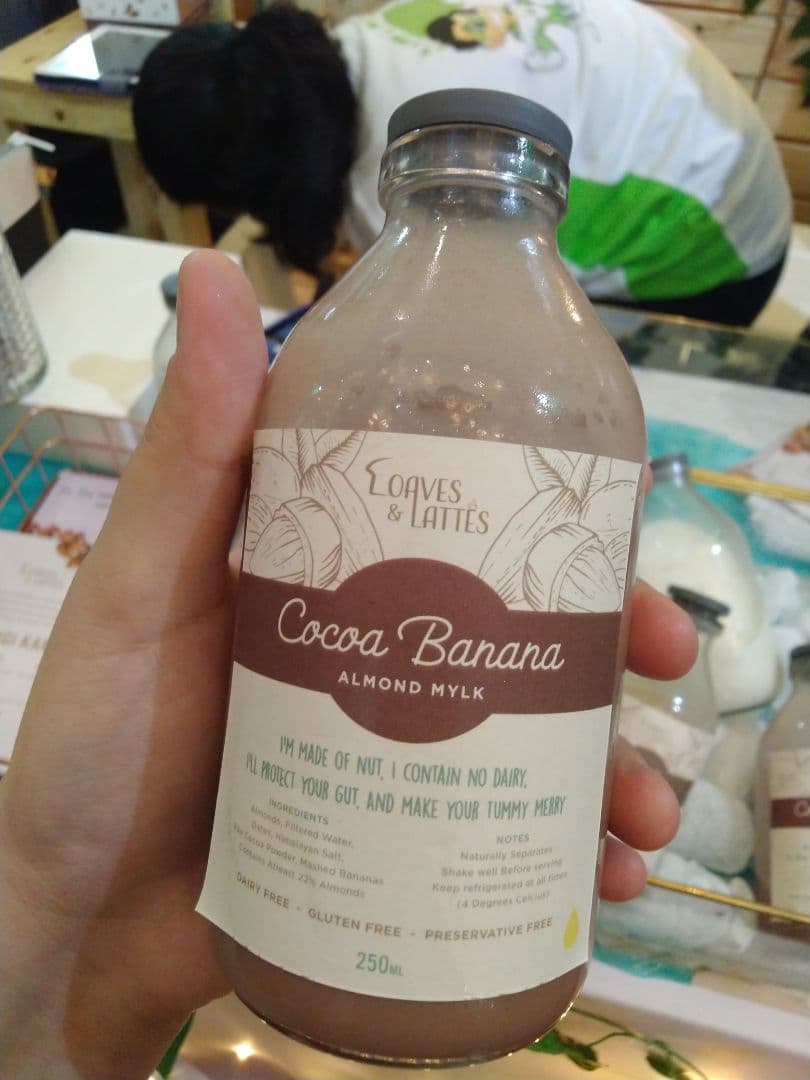 LOAVES
& LATTES
Cocoa Banana
ALMOND MYLK
I'M MADE OF NUT, I CONTAIN NO DAIRY,
I'LL PROTECT YOUR GUT, AND MAKE YOUR TUMMY MERRY
INGREDIENTS
Almonds, Filtered Water,
Dates, Himalayan Salt,
Raw Cocoa Powder, Mashed Bananas
Contains Atleast 23% Almonds
NOTES
Naturally Separates
Shake well Before serving
Keep refrigerated at all times
(4 Degrees Celcius)
DAIRY FREE - GLUTEN FREE - PRESERVATIVE FREE
250ML